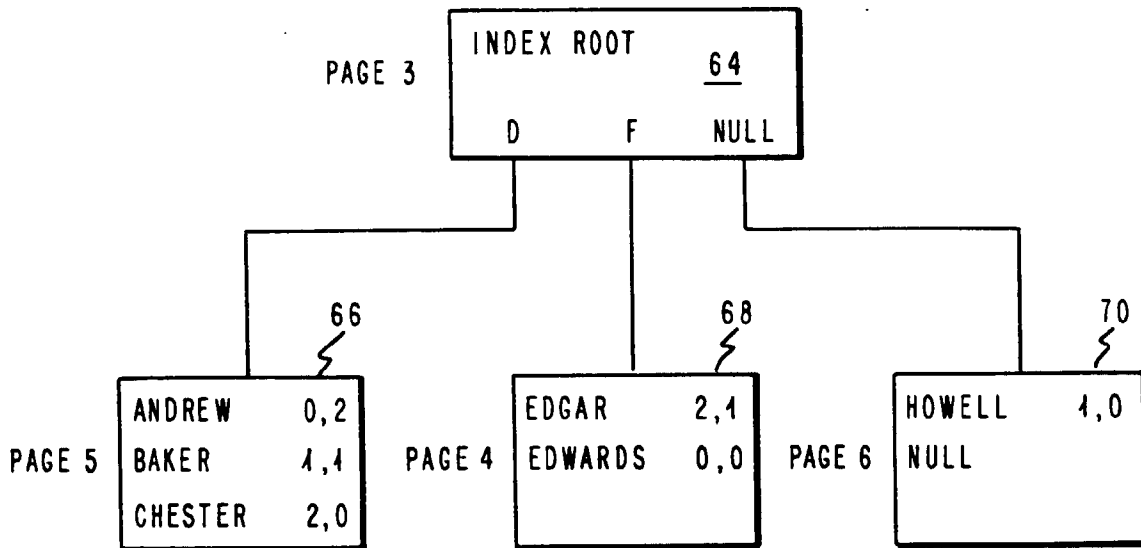 INDEX ROOT
64
PAGE 3
D F NULL
66
68
70
ANDREW 0,2
EDGAR 2,1
HOWELL 1,0
PAGE 5
BAKER 1,1
PAGE 4
EDWARDS 0,0
PAGE 6
NULL
CHESTER 2,0